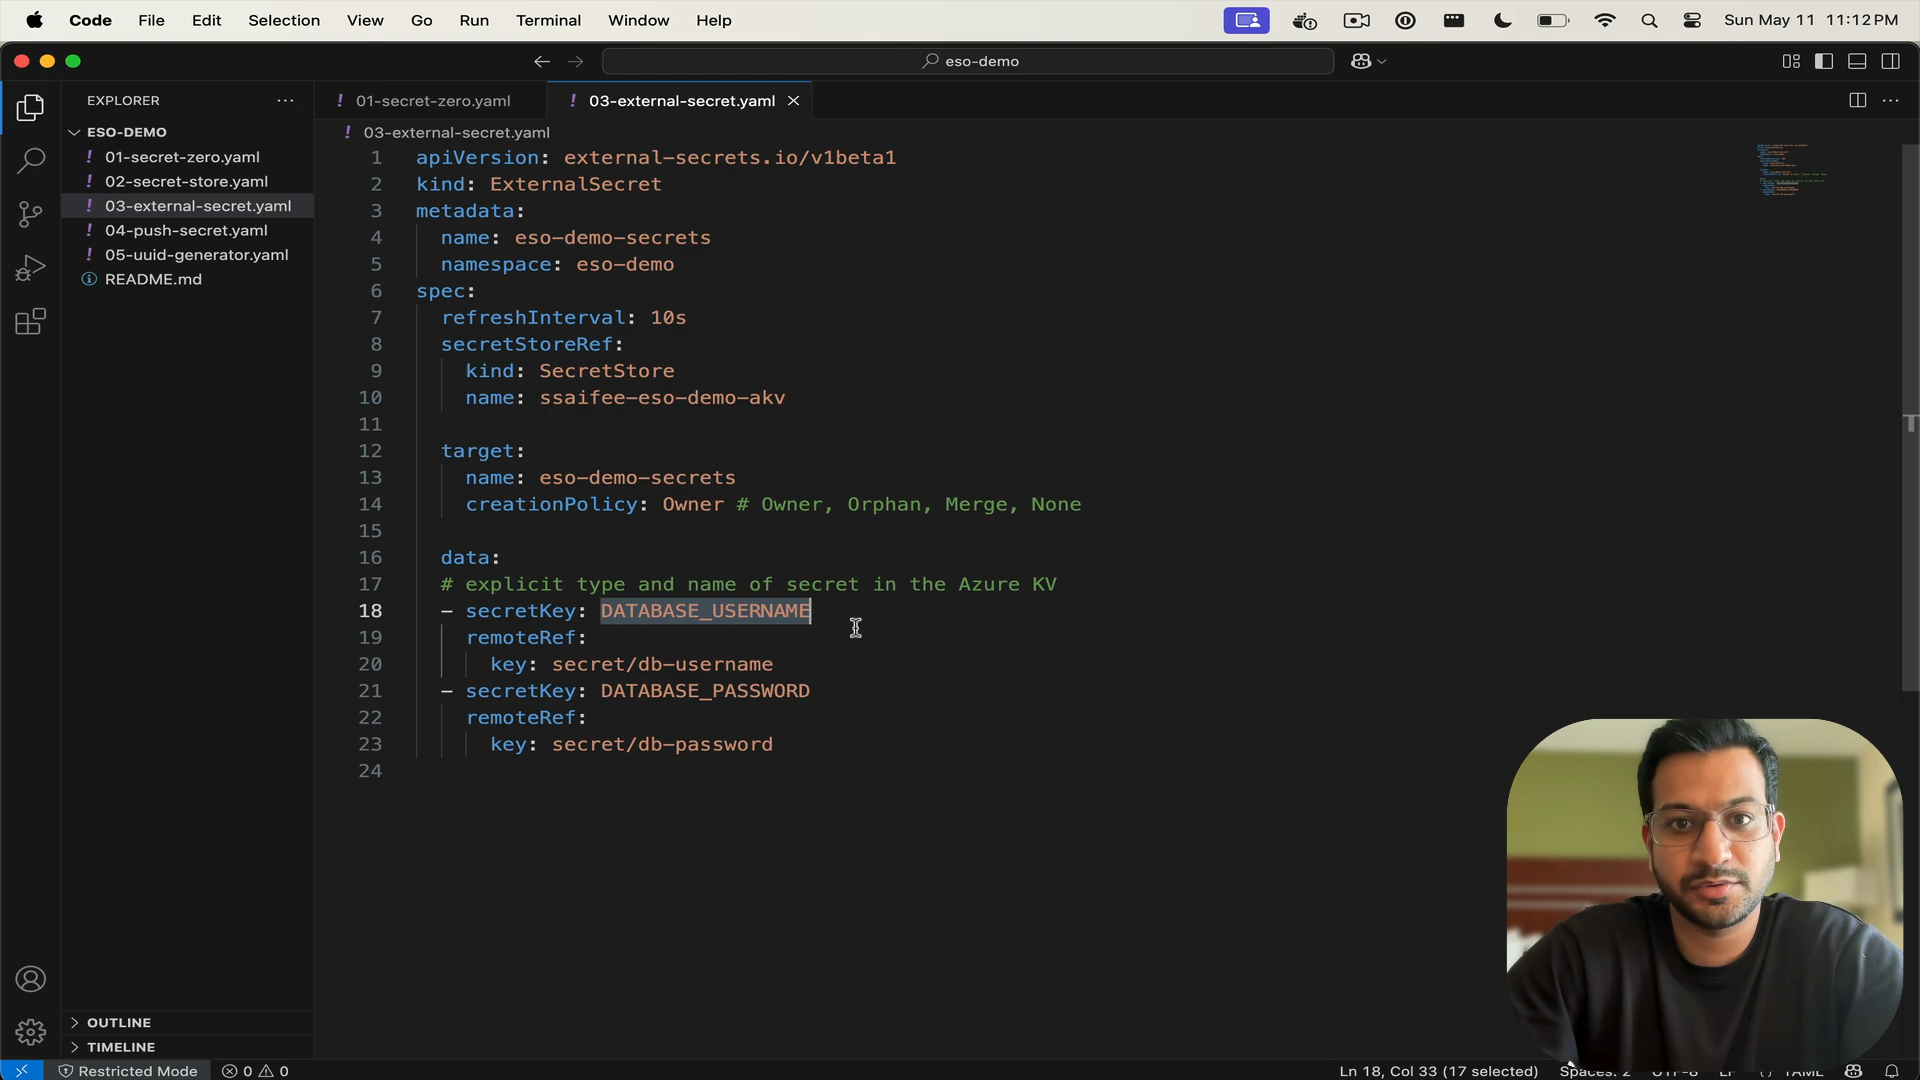 Code File Edit Selection View Go Run Terminal Window Help Sun May 11 11:12 PM
eso-demo
EXPLORER
ESO-DEMO
01-secret-zero.yaml
02-secret-store.yaml
03-external-secret.yaml
04-push-secret.yaml
05-uuid-generator.yaml
README.md
OUTLINE
TIMELINE
01-secret-zero.yaml 03-external-secret.yaml
03-external-secret.yaml
1 apiVersion: external-secrets.io/v1beta1
2 kind: ExternalSecret
3 metadata:
4 name: eso-demo-secrets
5 namespace: eso-demo
6 spec:
7 refreshInterval: 10s
8 secretStoreRef:
9 kind: SecretStore
10 name: ssaifee-eso-demo-akv
11
12 target:
13 name: eso-demo-secrets
14 creationPolicy: Owner # Owner, Orphan, Merge, None
15
16 data:
17 # explicit type and name of secret in the Azure KV
18 - secretKey: DATABASE_USERNAME
19 remoteRef:
20 key: secret/db-username
21 - secretKey: DATABASE_PASSWORD
22 remoteRef:
23 key: secret/db-password
24
Restricted Mode 0 0 Ln 18, Col 33 (17 selected) Spaces: 2